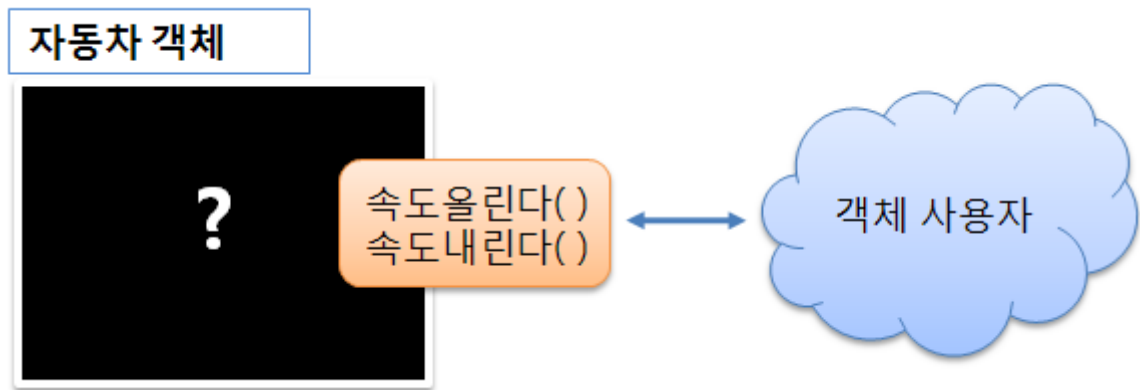 자동차 객체
?
속도올린다( )
속도내린다( )
객체 사용자